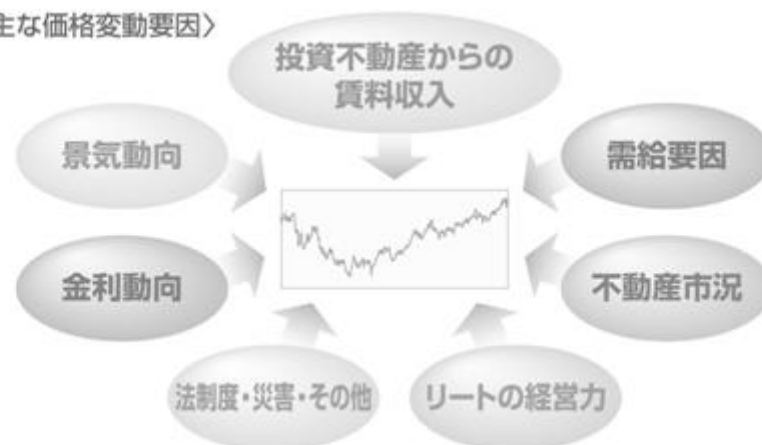 主な価格変動要因〉
投資不動産からの
賃料収入
景気動向
需給要因
金利動向
不動産市況
法制度・災害・その他
リートの経営力